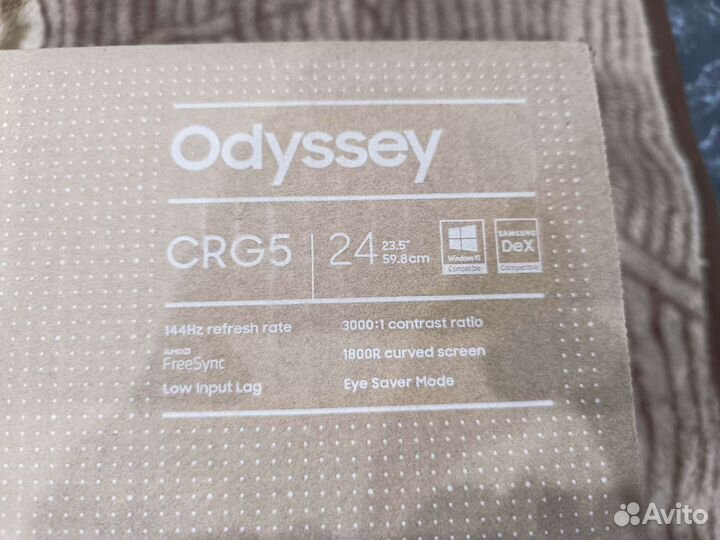 Odyssey
CRG5 | 24 23.5" 59.8cm
Windows 10 Compatible
SAMSUNG DeX Compatible
144Hz refresh rate
3000:1 contrast ratio
AMD FreeSync
1800R curved screen
Low Input Lag
Eye Saver Mode
Avito